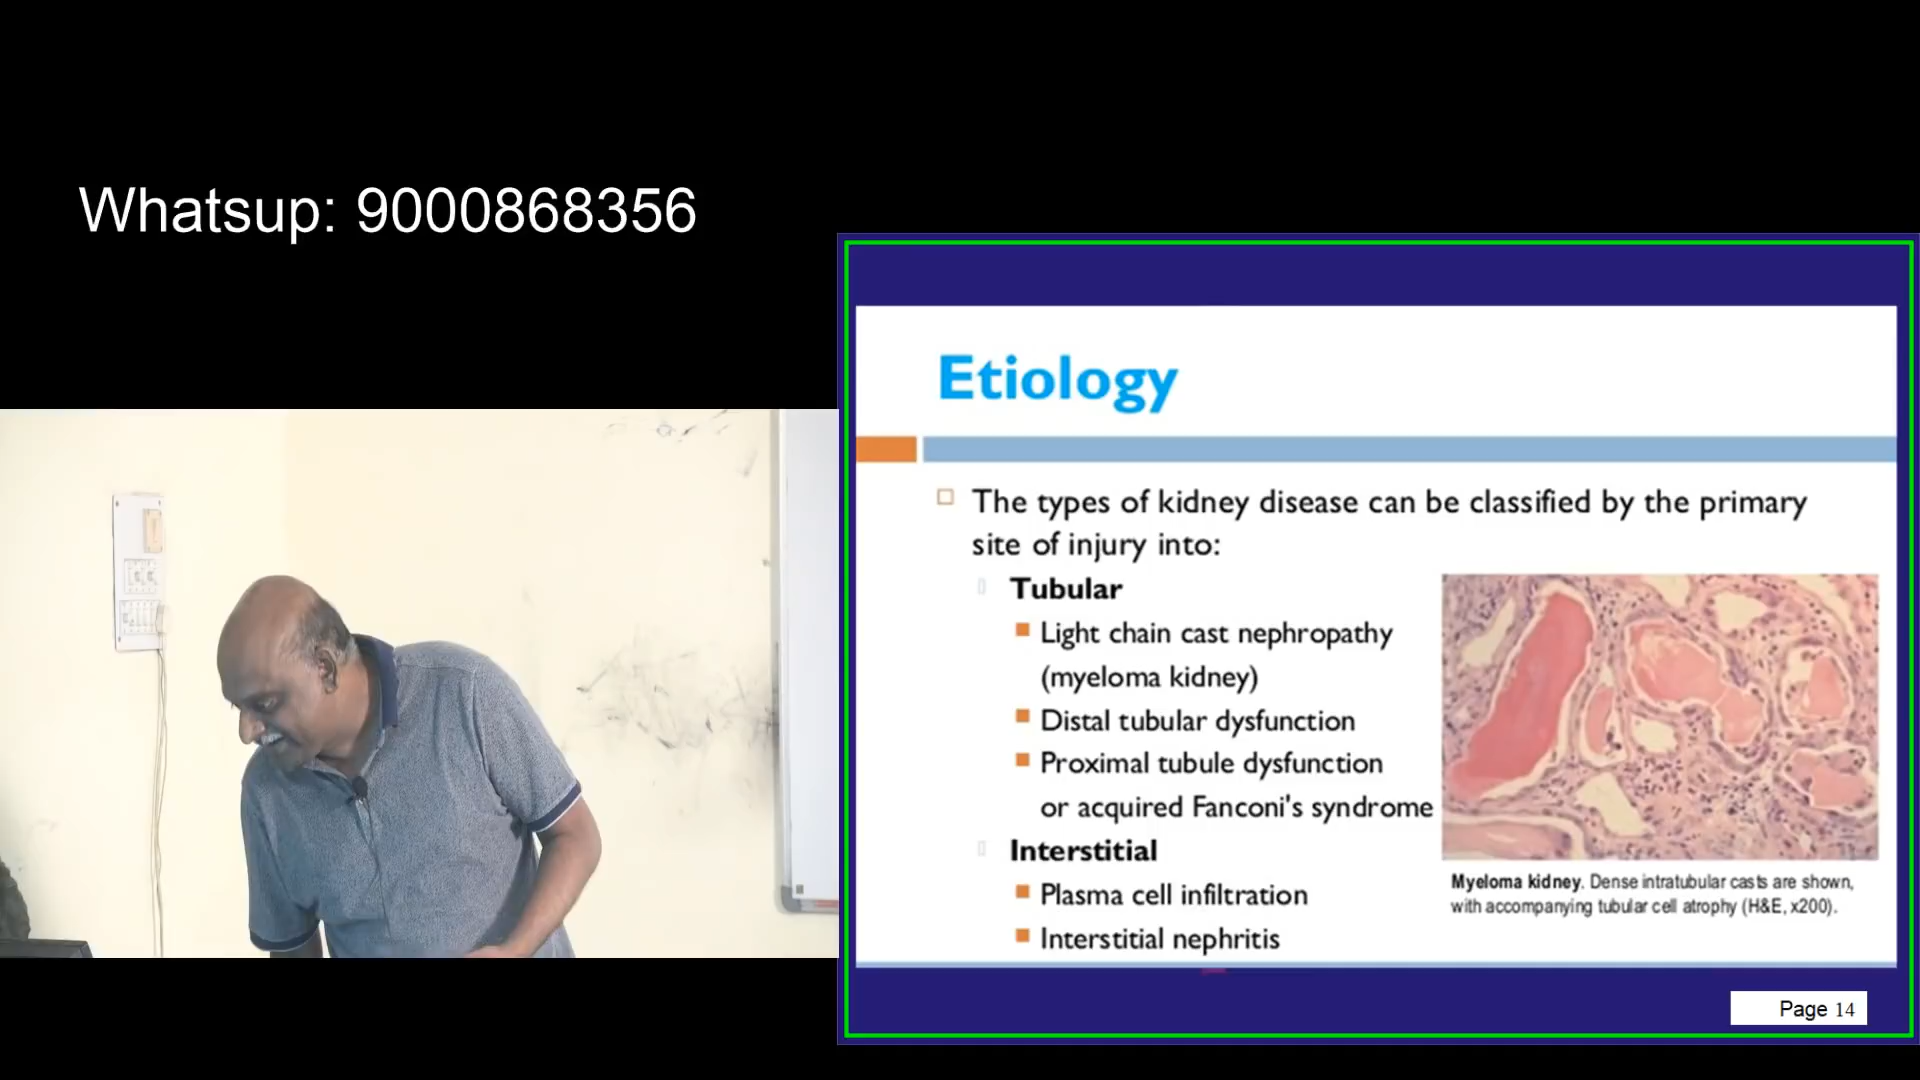 Whatsup: 9000868356
Etiology
The types of kidney disease can be classified by the primary
site of injury into:
Tubular
Light chain cast nephropathy
(myeloma kidney)
Distal tubular dysfunction
Proximal tubule dysfunction
or acquired Fanconi's syndrome
Interstitial
Plasma cell infiltration
Interstitial nephritis
Myeloma kidney. Dense intratubular casts are shown,
with accompanying tubular cell atrophy (H&E, x200).
Page 14